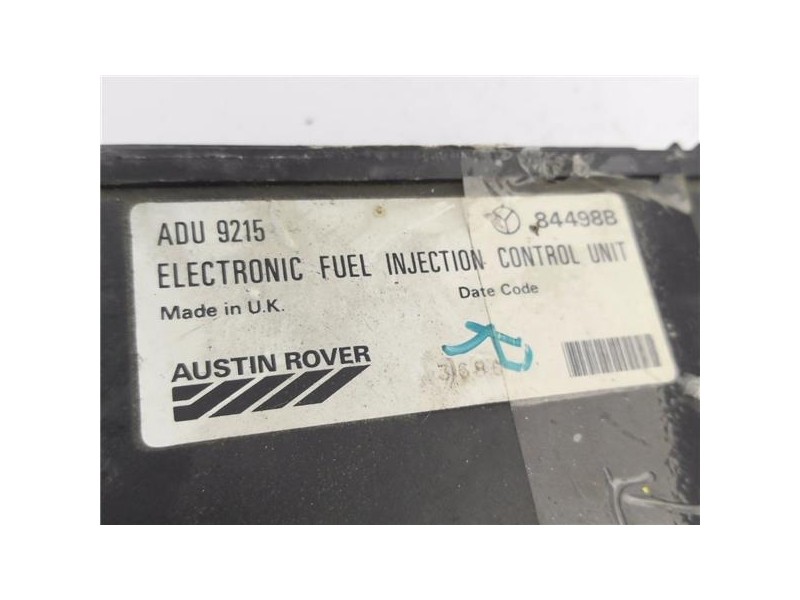 ADU 9215 84498B
ELECTRONIC FUEL INJECTION CONTROL UNIT
Made in U.K. Date Code
AUSTIN ROVER